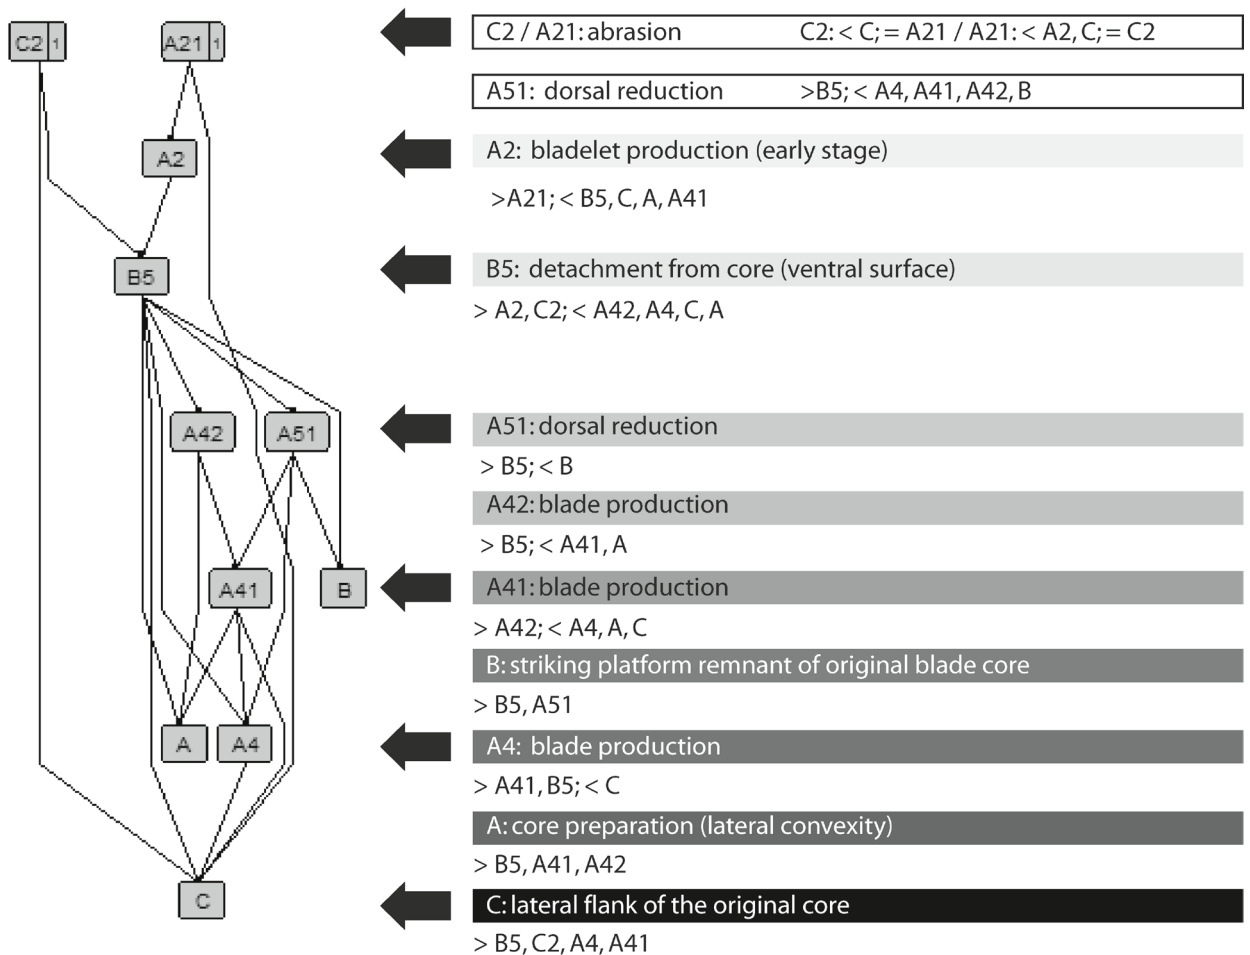 C2 1
A21 1
C2 / A21: abrasion C2: < C; = A21 / A21: < A2, C; = C2
A51: dorsal reduction >B5; < A4, A41, A42, B
A2
A2: bladelet production (early stage)
>A21; < B5, C, A, A41
B5
B5: detachment from core (ventral surface)
> A2, C2; < A42, A4, C, A
A42
A51
A51: dorsal reduction
> B5; < B
A42: blade production
> B5; < A41, A
A41
B
A41: blade production
> A42; < A4, A, C
B: striking platform remnant of original blade core
> B5, A51
A
A4
A4: blade production
> A41, B5; < C
A: core preparation (lateral convexity)
> B5, A41, A42
C
C: lateral flank of the original core
> B5, C2, A4, A41